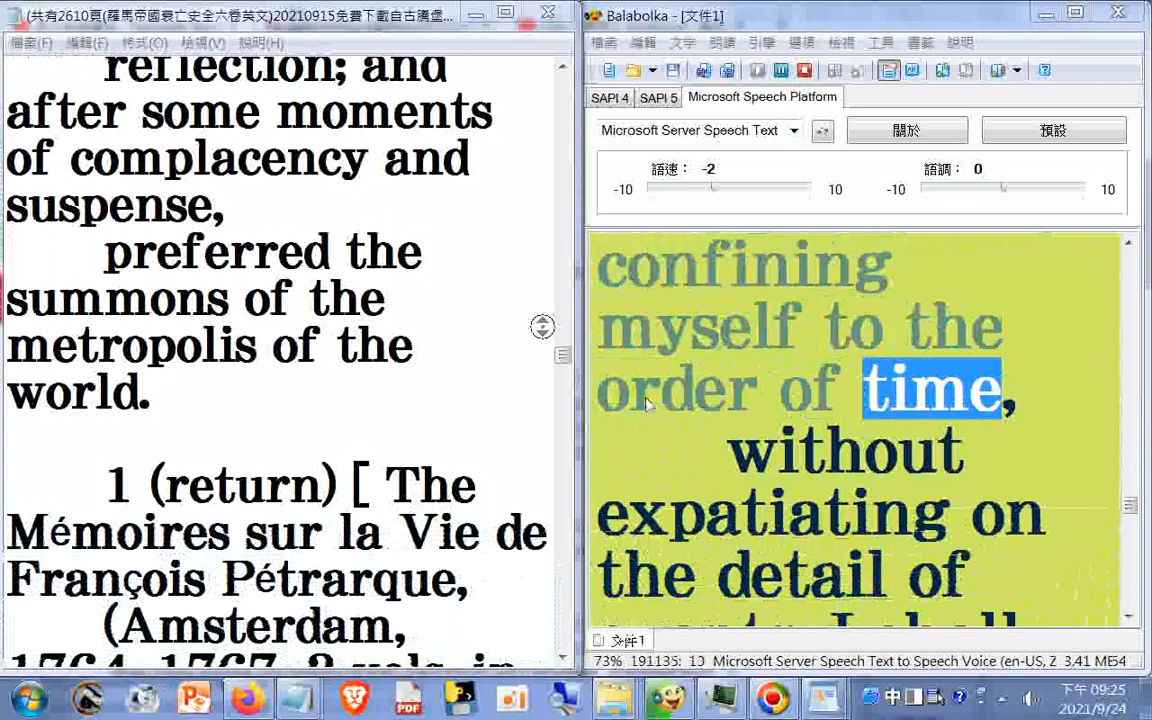 (共有2610頁(羅馬帝國衰亡史全六卷英文)20210915免費下載自古騰堡...
檔案(F) 編輯(E) 格式(O) 檢視(V) 說明(H)
reflection; and
after some moments
of complacency and
suspense,
preferred the
summons of the
metropolis of the
world.
1 (return) [ The
Mémoires sur la Vie de
François Pétrarque,
(Amsterdam,
1764, 1767, 3 vols. in
Balabolka - [文件1]
檔案 編輯 文字 朗讀 引擎 選項 檢視 工具 書籤 說明
SAPI 4 SAPI 5 Microsoft Speech Platform
Microsoft Server Speech Text 關於 預設
語速: -2 語調: 0
-10 10 -10 10
confining
myself to the
order of time,
without
expatiating on
the detail of
文件1
73% 191135: 10 Microsoft Server Speech Text to Speech Voice (en-US, Z 3.41 ME54
中
下午 09:25
2021/9/24